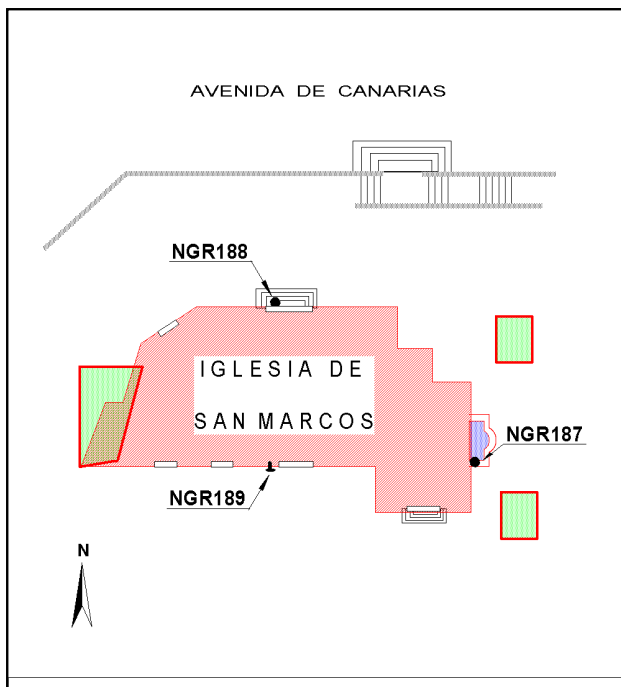 AVENIDA DE CANARIAS
NGR188
IGLESIA DE
SAN MARCOS
NGR187
NGR189
N